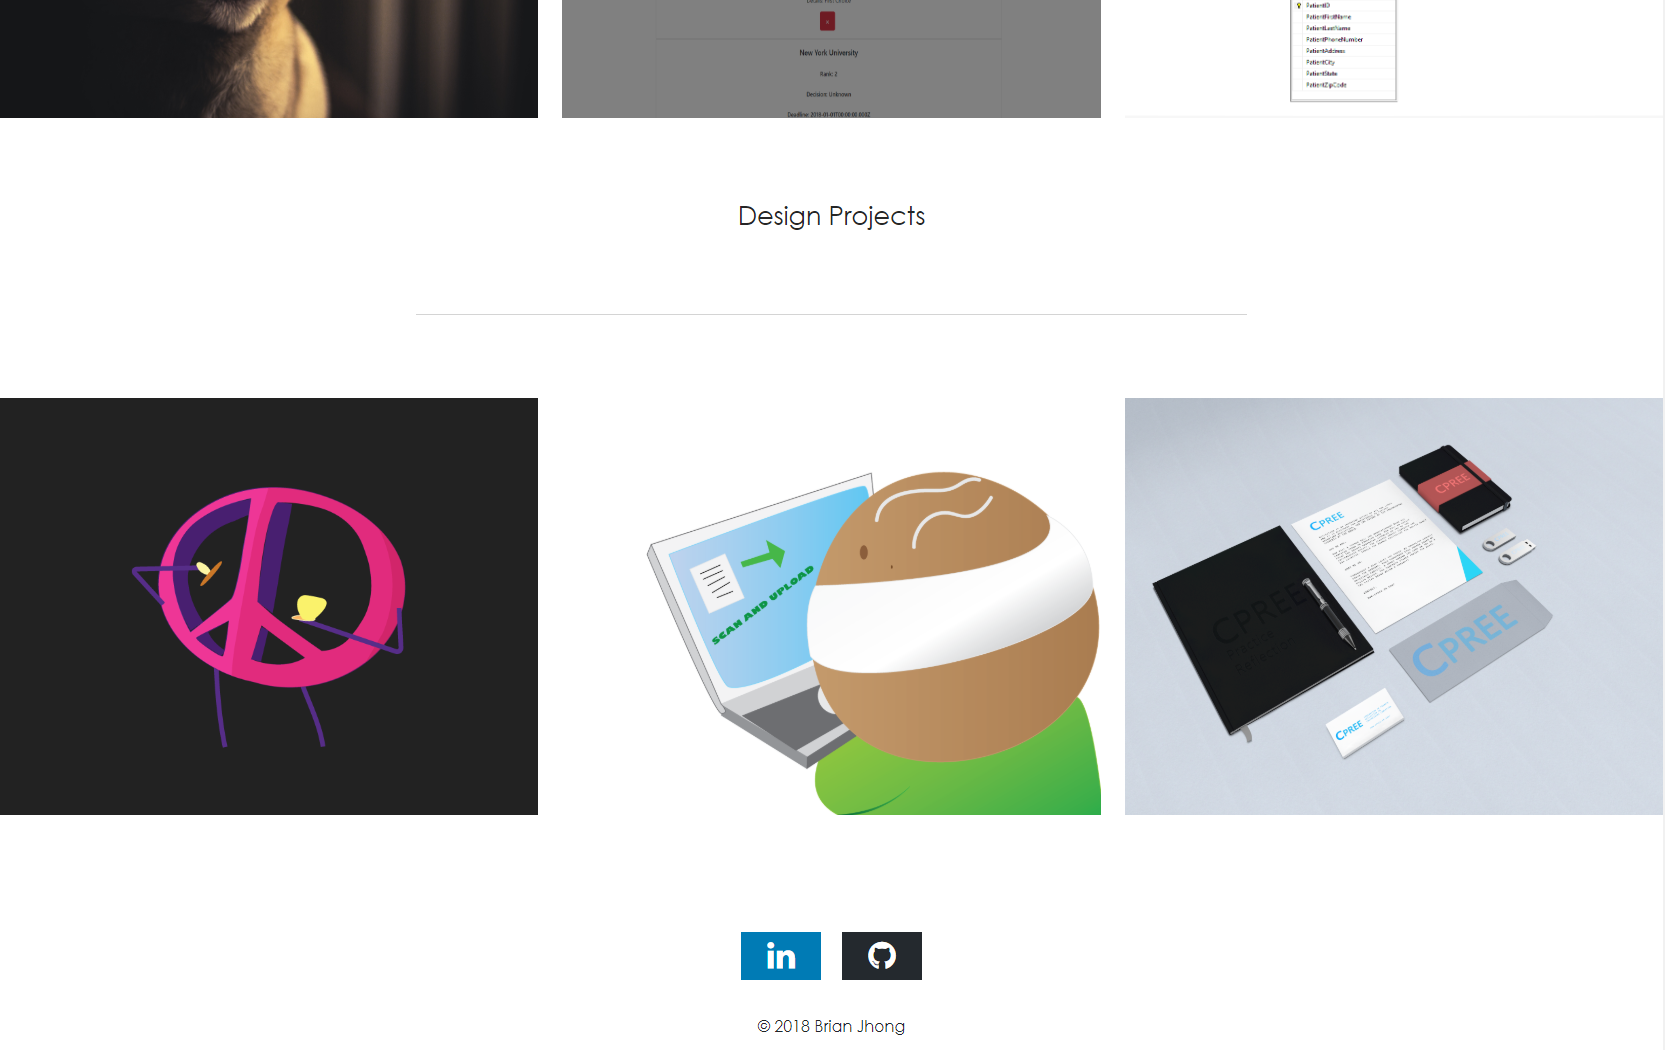 New York University
Rank: 2
Decision: Unknown
Deadline: 2018-01-01T00:00:00.000Z
PatientID
PatientFirstName
PatientLastName
PatientPhoneNumber
PatientAddress
PatientCity
PatientState
PatientZipCode
Design Projects
SCAN AND UPLOAD
CPREE
CPREE
CPREE
CPREE
CPREE
in
© 2018 Brian Jhong